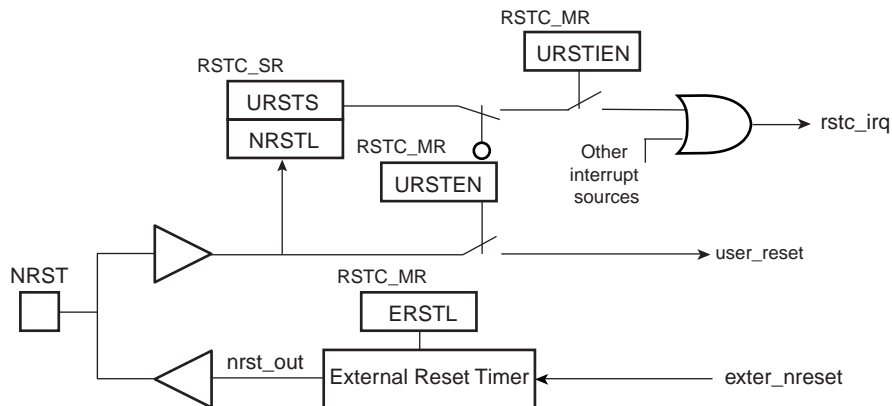 RSTC_MR
URSTIEN
RSTC_SR
URSTS
NRSTL
RSTC_MR
URSTEN
rstc_irq
Other
interrupt
sources
user_reset
NRST
RSTC_MR
ERSTL
nrst_out
External Reset Timer
exter_nreset